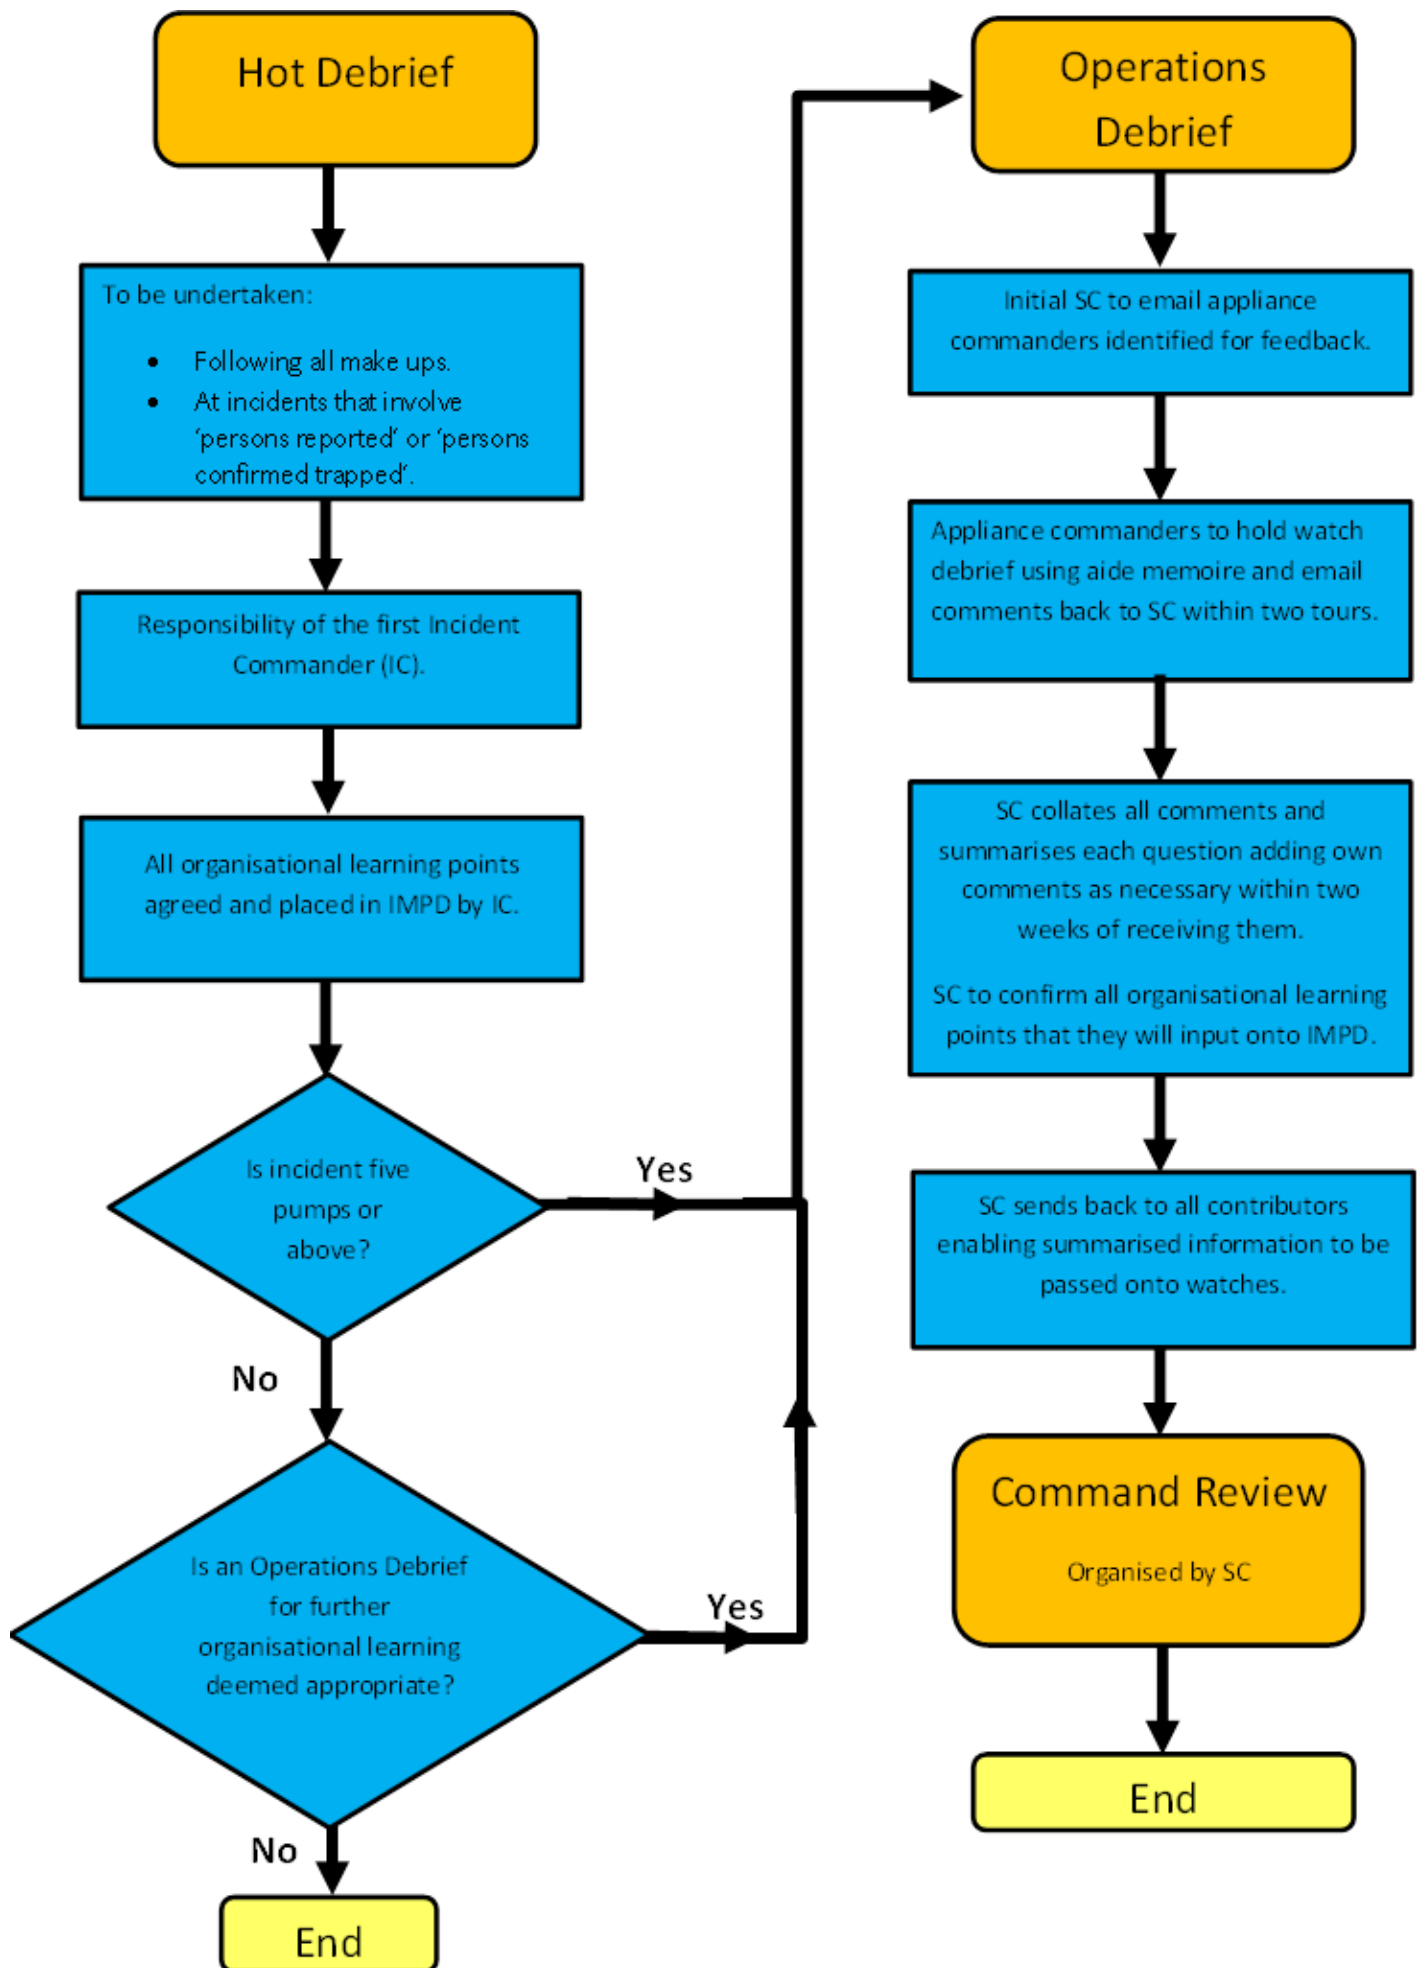 Hot Debrief
To be undertaken:
• Following all make ups.
• At incidents that involve
‘persons reported’ or ‘persons
confirmed trapped’.
Responsibility of the first Incident
Commander (IC).
All organisational learning points
agreed and placed in IMPD by IC.
Is incident five
pumps or
above?
Yes
No
Is an Operations Debrief
for further
organisational learning
deemed appropriate?
Yes
No
End
Operations
Debrief
Initial SC to email appliance
commanders identified for feedback.
Appliance commanders to hold watch
debrief using aide memoire and email
comments back to SC within two tours.
SC collates all comments and
summarises each question adding own
comments as necessary within two
weeks of receiving them.
SC to confirm all organisational learning
points that they will input onto IMPD.
SC sends back to all contributors
enabling summarised information to be
passed onto watches.
Command Review
Organised by SC
End